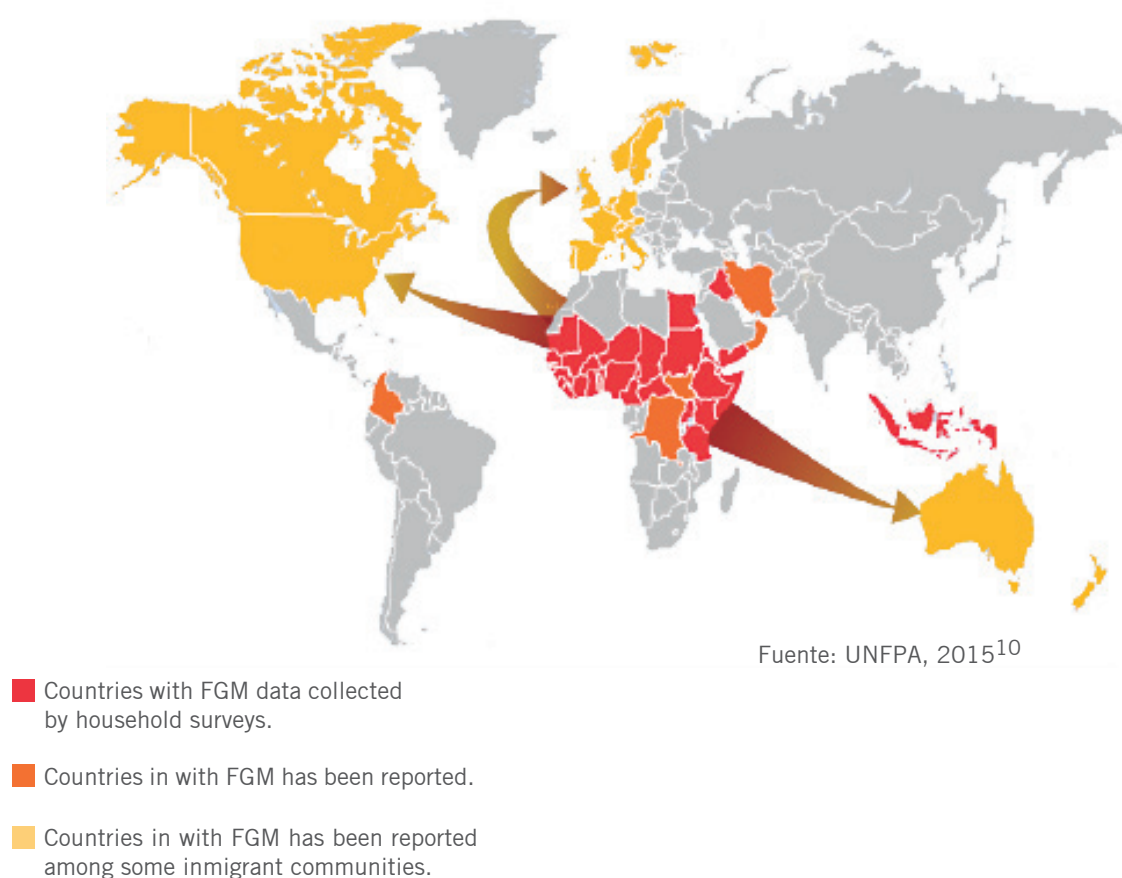 Fuente: UNFPA, 2015¹⁰
Countries with FGM data collected
by household surveys.
Countries in with FGM has been reported.
Countries in with FGM has been reported
among some inmigrant communities.